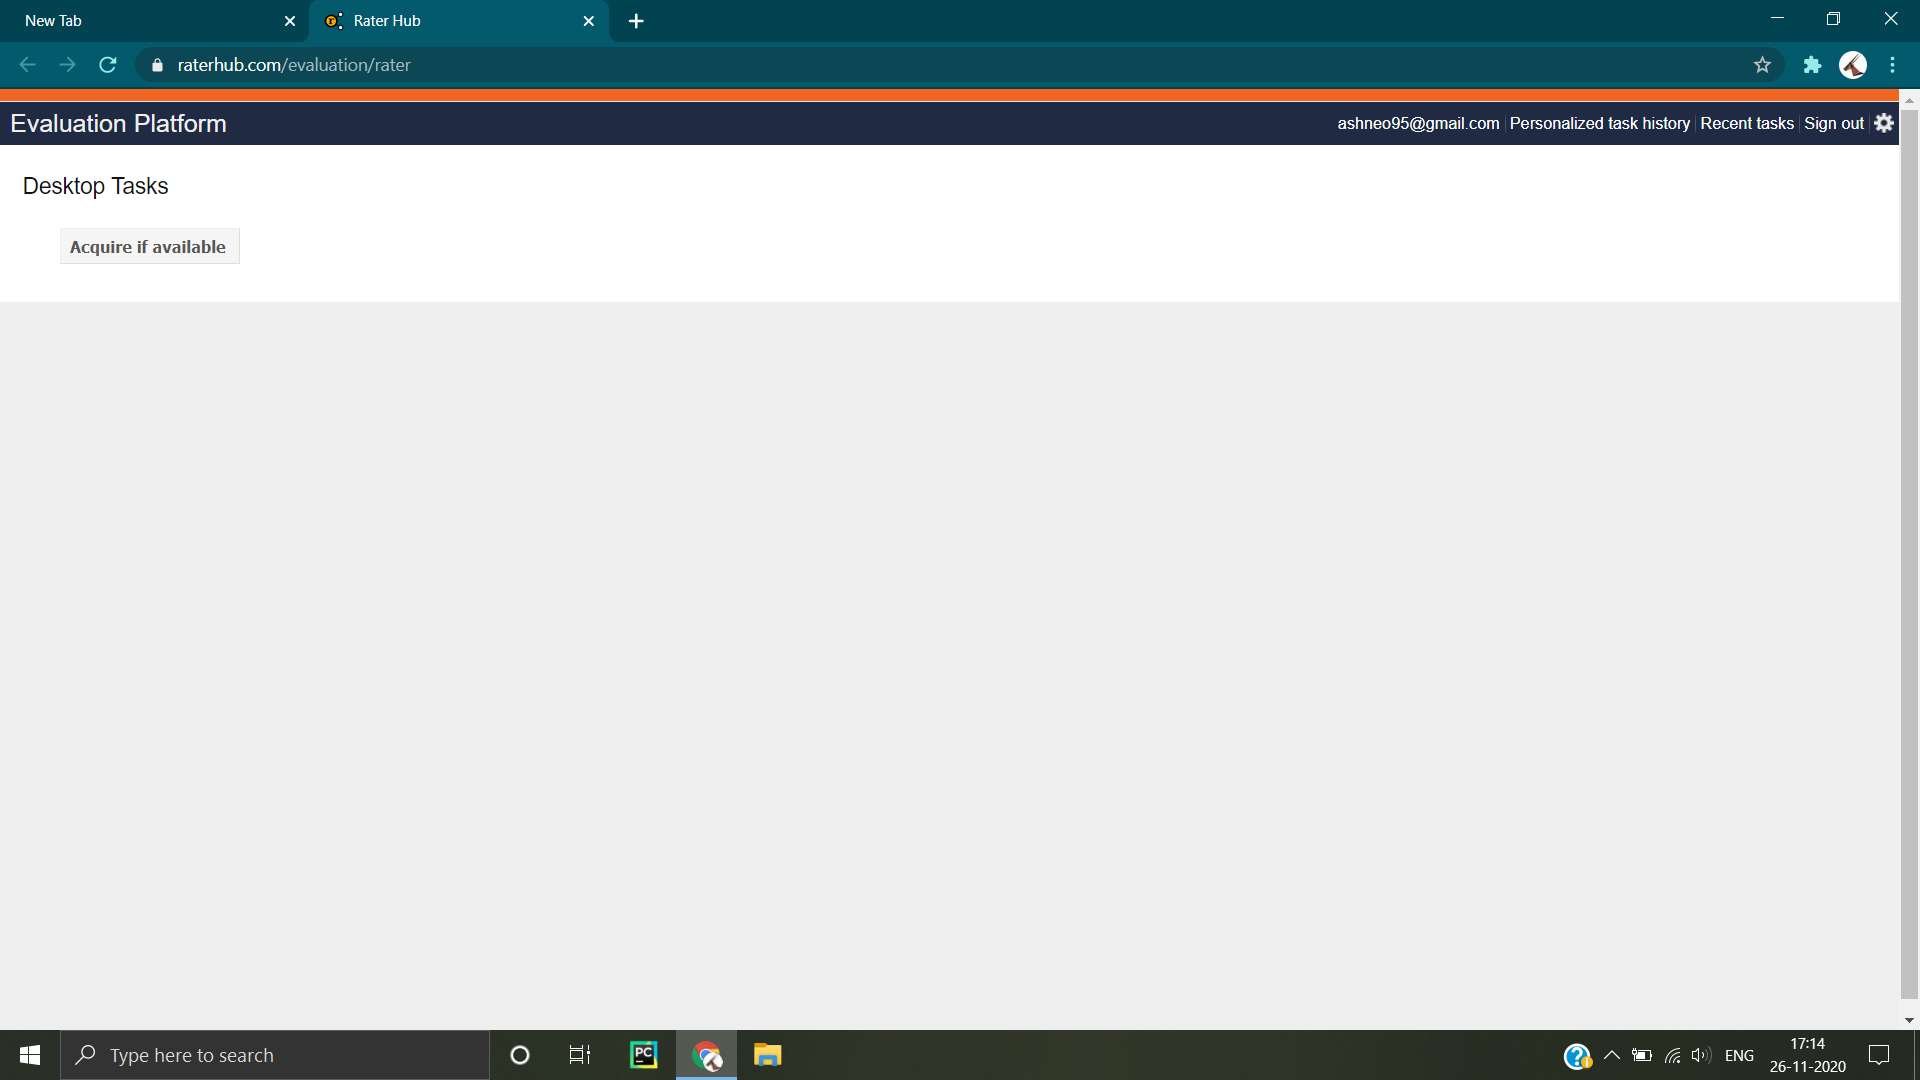 New Tab
Rater Hub
raterhub.com/evaluation/rater
Evaluation Platform
ashneo95@gmail.com Personalized task history Recent tasks Sign out
Desktop Tasks
Acquire if available
Type here to search
PC
ENG
17:14
26-11-2020